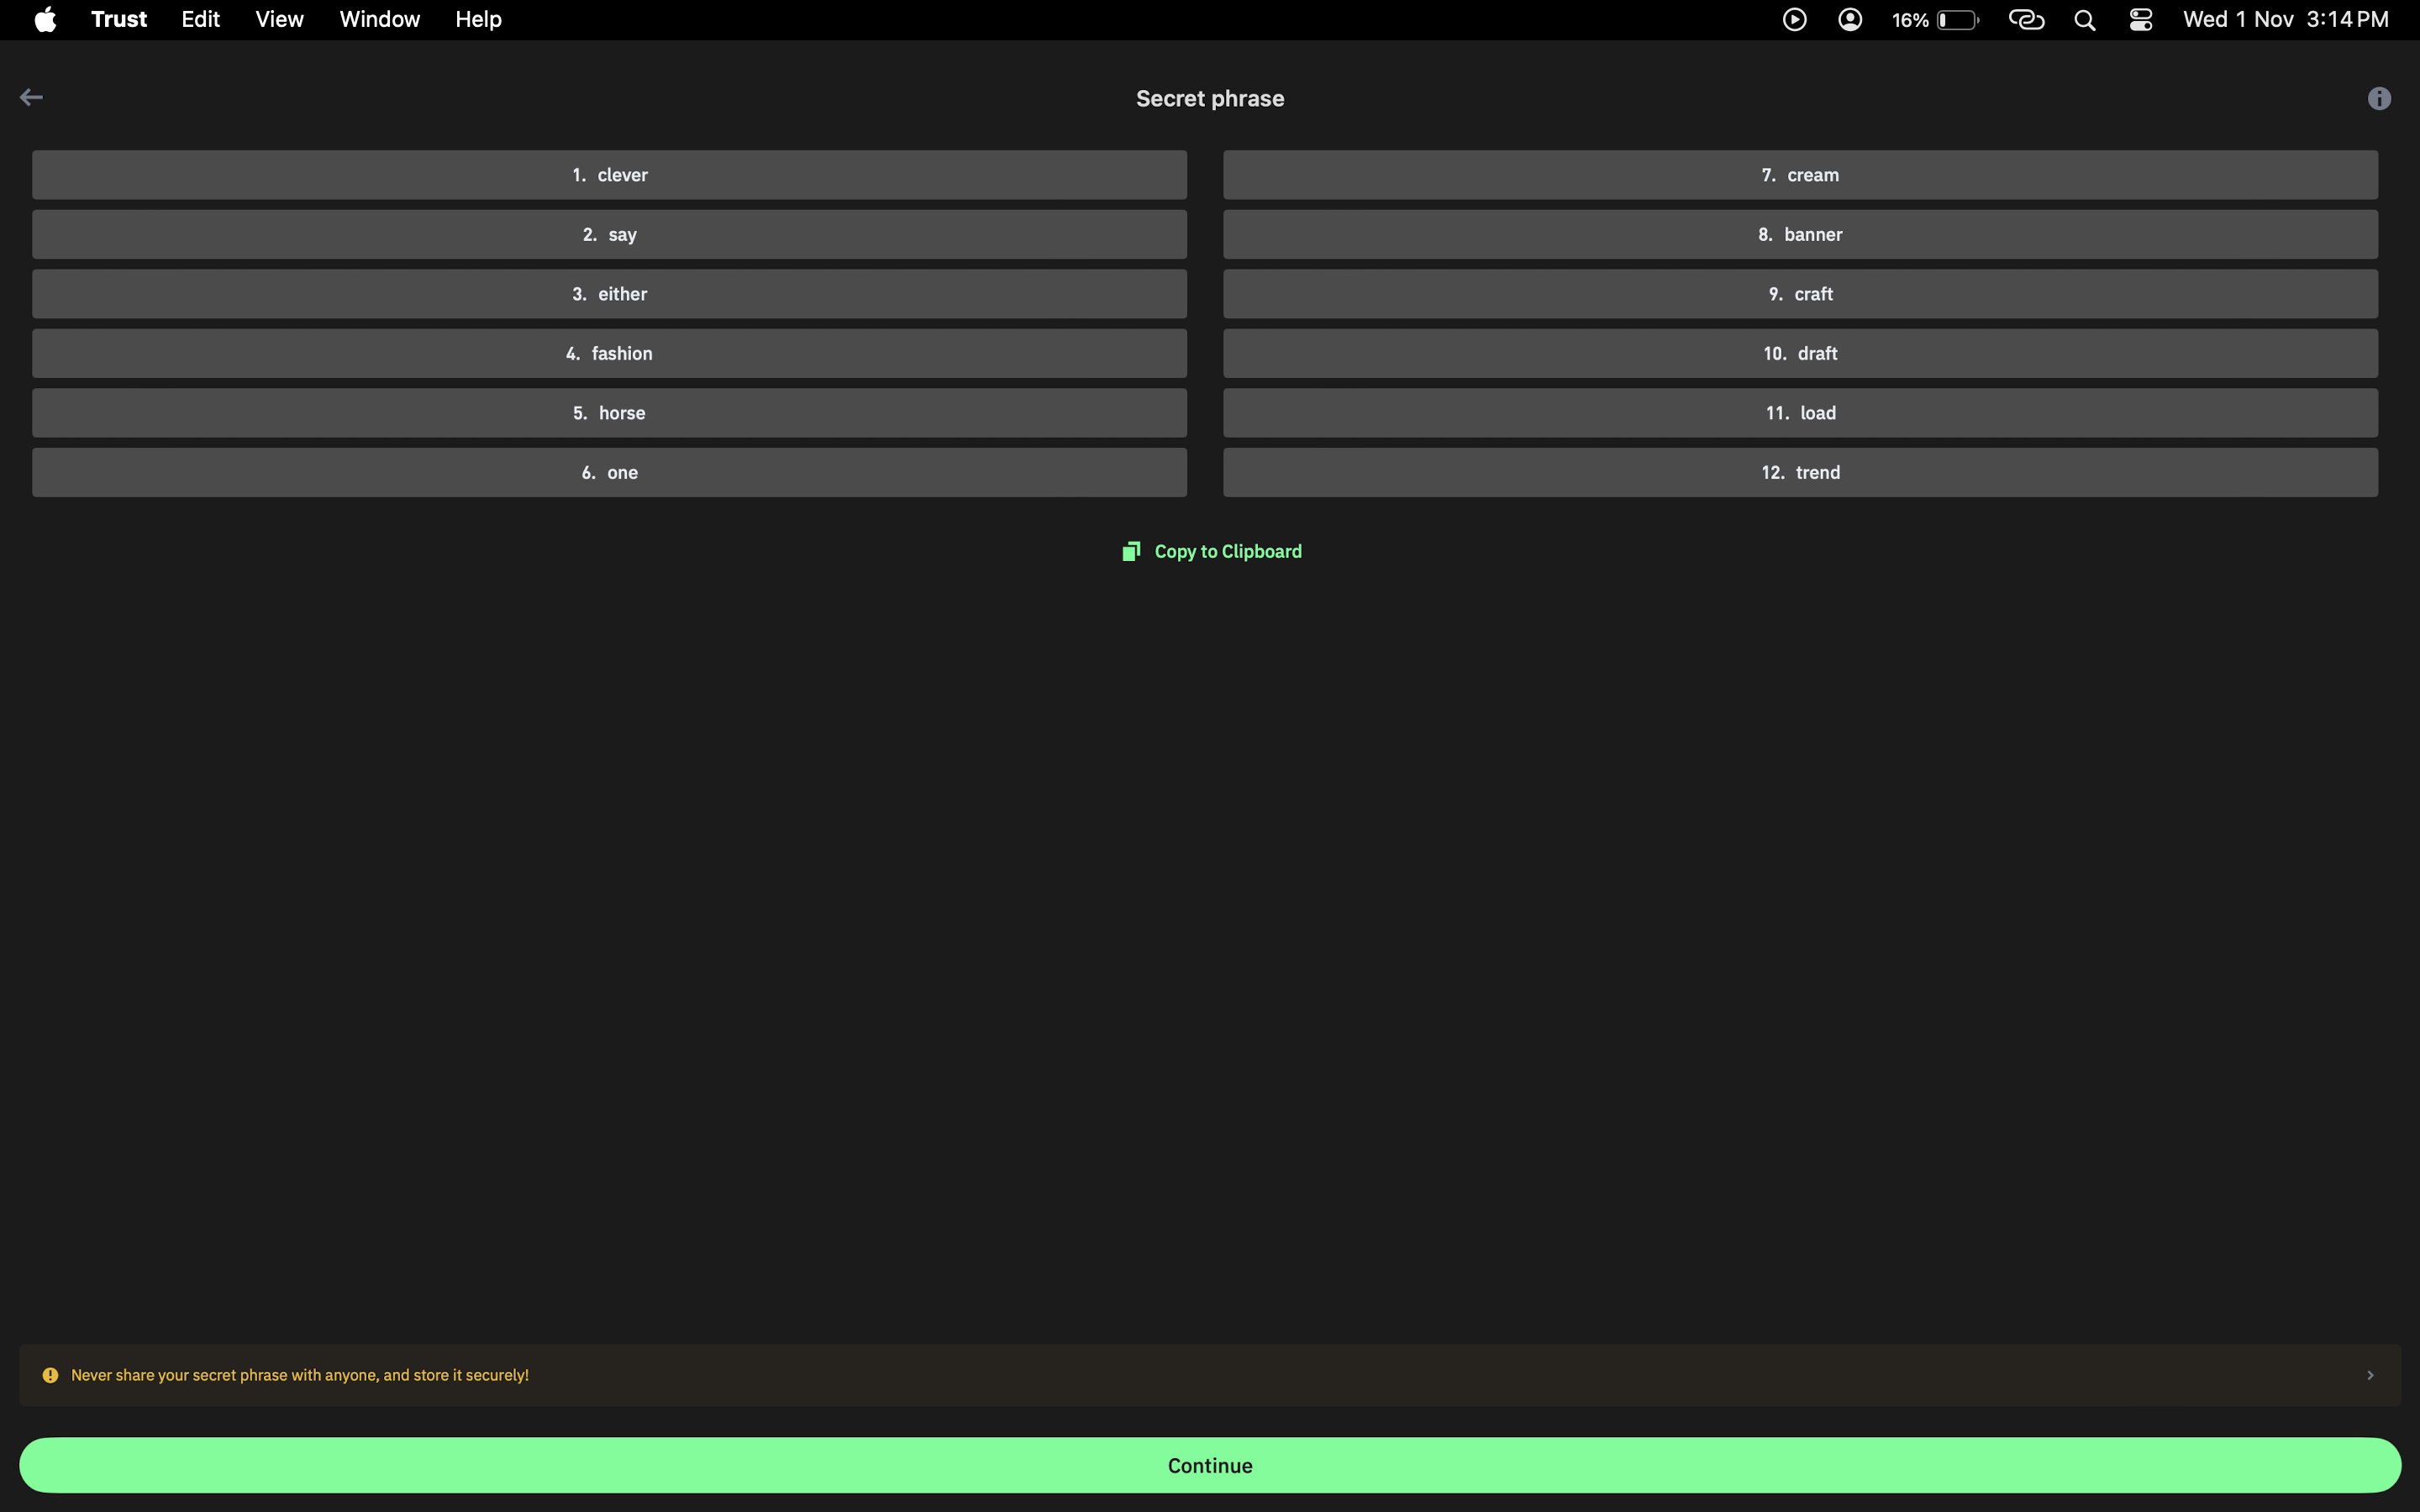 Trust Edit View Window Help 16% Wed 1 Nov 3:14 PM
Secret phrase
1. clever
2. say
3. either
4. fashion
5. horse
6. one
7. cream
8. banner
9. craft
10. draft
11. load
12. trend
Copy to Clipboard
Never share your secret phrase with anyone, and store it securely!
Continue